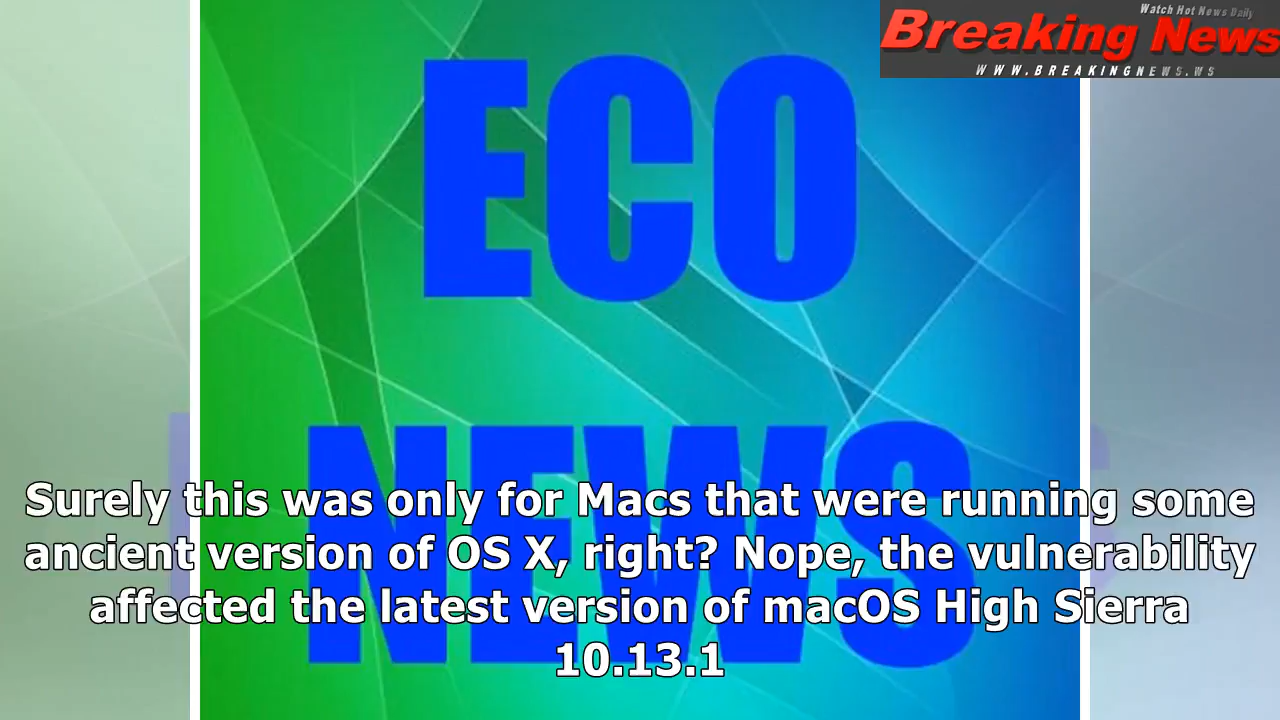 Watch Hot News Daily
Breaking News
WWW.BREAKINGNEWS.WS
ECO
NEWS
Surely this was only for Macs that were running some
ancient version of OS X, right? Nope, the vulnerability
affected the latest version of macOS High Sierra
10.13.1